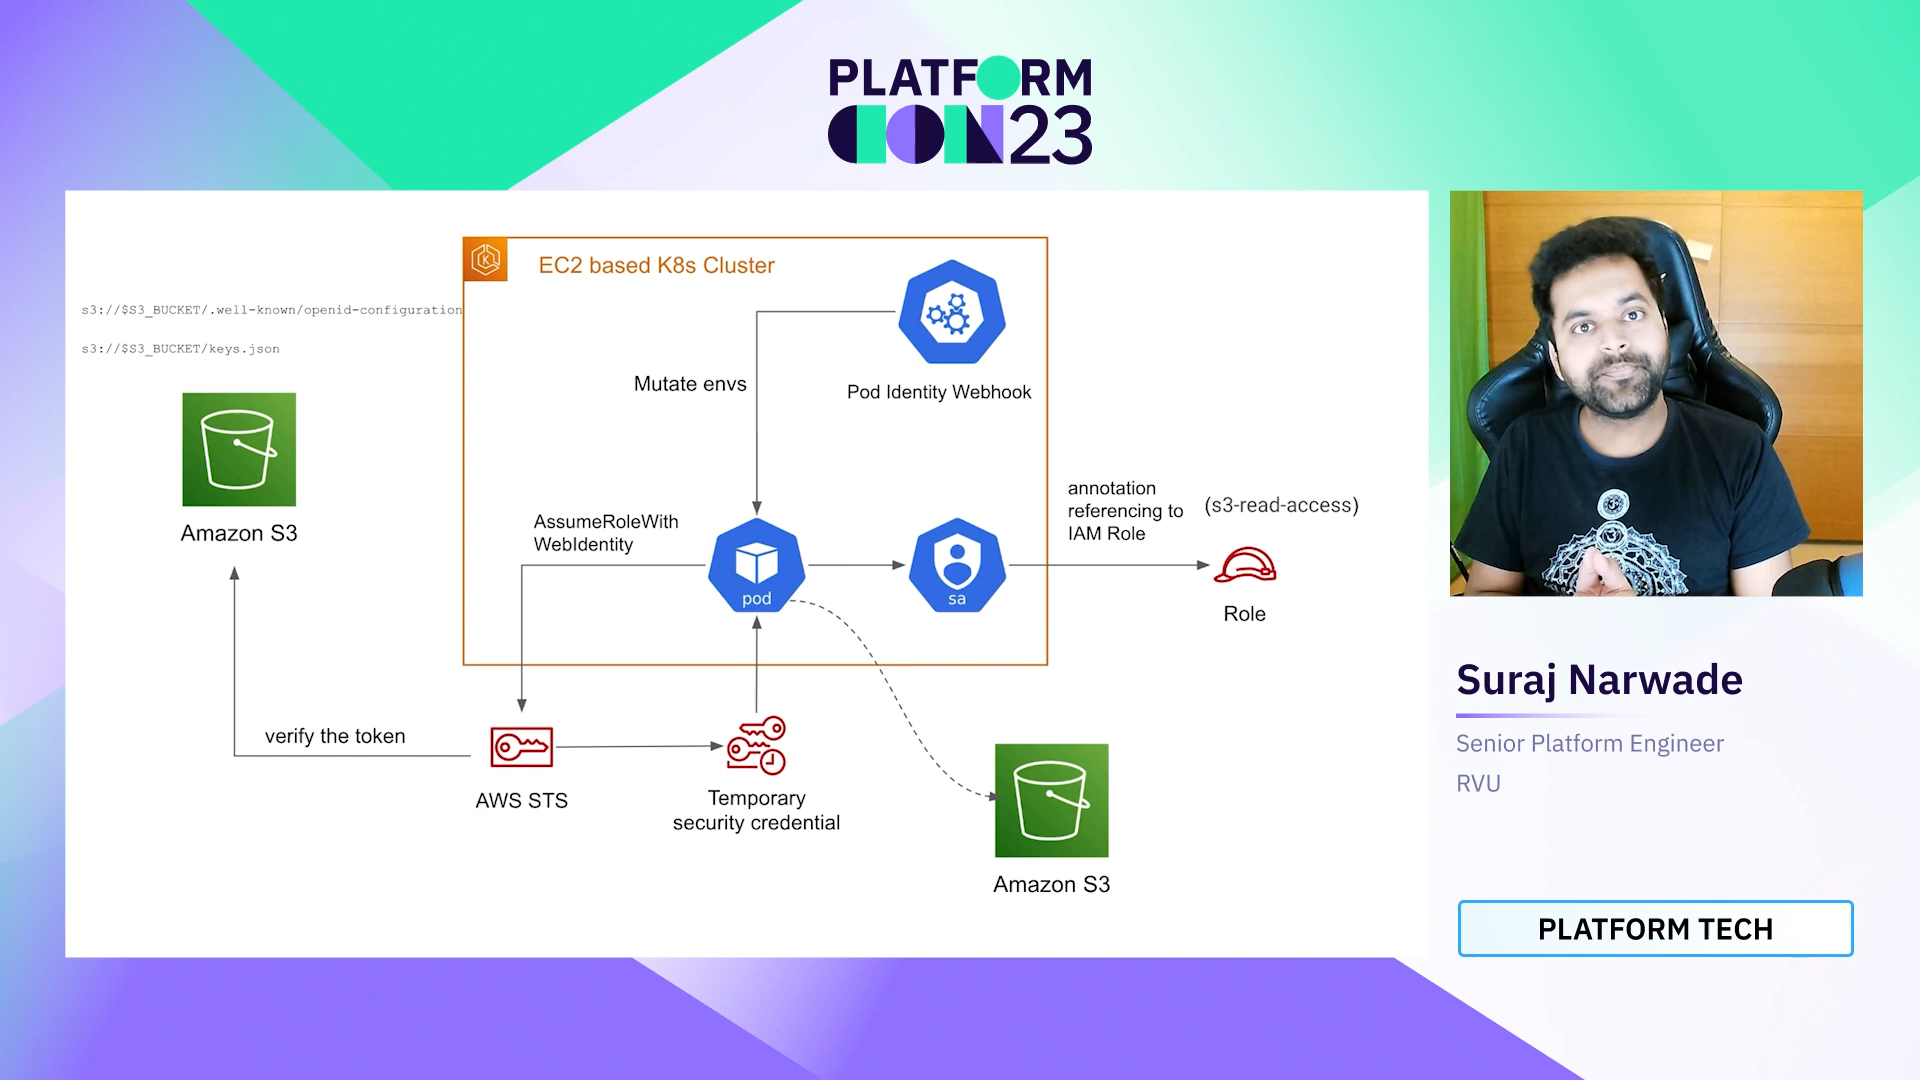 PLATFORM
CON23
EC2 based K8s Cluster
s3://$S3_BUCKET/.well-known/openid-configuration
s3://$S3_BUCKET/keys.json
Mutate envs
Pod Identity Webhook
Amazon S3
AssumeRoleWith
WebIdentity
annotation
referencing to
IAM Role
(s3-read-access)
pod
sa
Role
verify the token
AWS STS
Temporary
security credential
Amazon S3
Suraj Narwade
Senior Platform Engineer
RVU
PLATFORM TECH